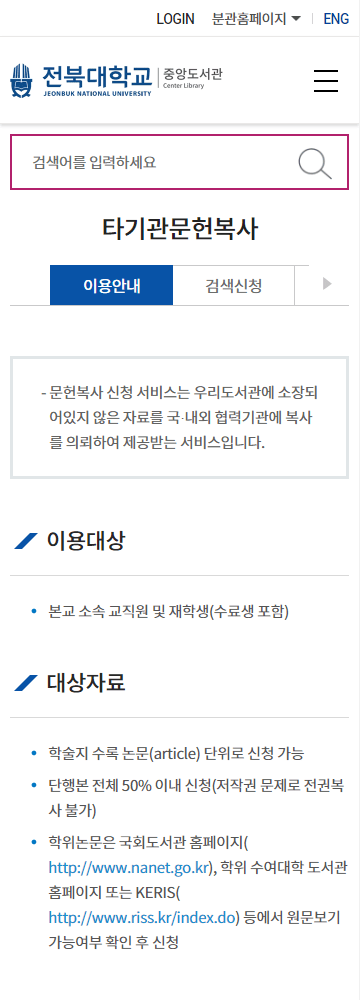 LOGIN 분관홈페이지 ENG
전북대학교 중앙도서관
JEONBUK NATIONAL UNIVERSITY Center Library
검색어를 입력하세요
타기관문헌복사
이용안내 검색신청
- 문헌복사 신청 서비스는 우리도서관에 소장되
어있지 않은 자료를 국·내외 협력기관에 복사
를 의뢰하여 제공받는 서비스입니다.
이용대상
본교 소속 교직원 및 재학생(수료생 포함)
대상자료
학술지 수록 논문(article) 단위로 신청 가능
단행본 전체 50% 이내 신청(저작권 문제로 전권복
사 불가)
학위논문은 국회도서관 홈페이지(
http://www.nanet.go.kr), 학위 수여대학 도서관
홈페이지 또는 KERIS(
http://www.riss.kr/index.do) 등에서 원문보기
가능여부 확인 후 신청